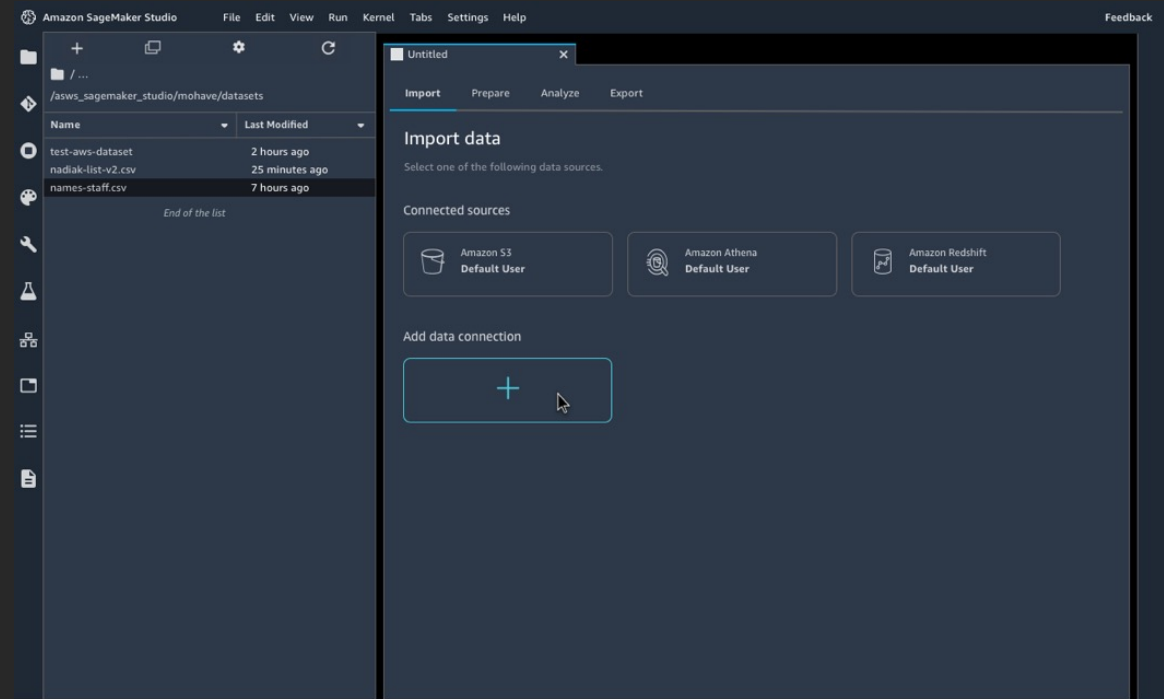 Amazon SageMaker Studio File Edit View Run Kernel Tabs Settings Help Feedback
/ ...
/asws_sagemaker_studio/mohave/datasets
Name Last Modified
test-aws-dataset 2 hours ago
nadiak-list-v2.csv 25 minutes ago
names-staff.csv 7 hours ago
End of the list
Untitled
Import Prepare Analyze Export
Import data
Select one of the following data sources.
Connected sources
Amazon S3
Default User
Amazon Athena
Default User
Amazon Redshift
Default User
Add data connection